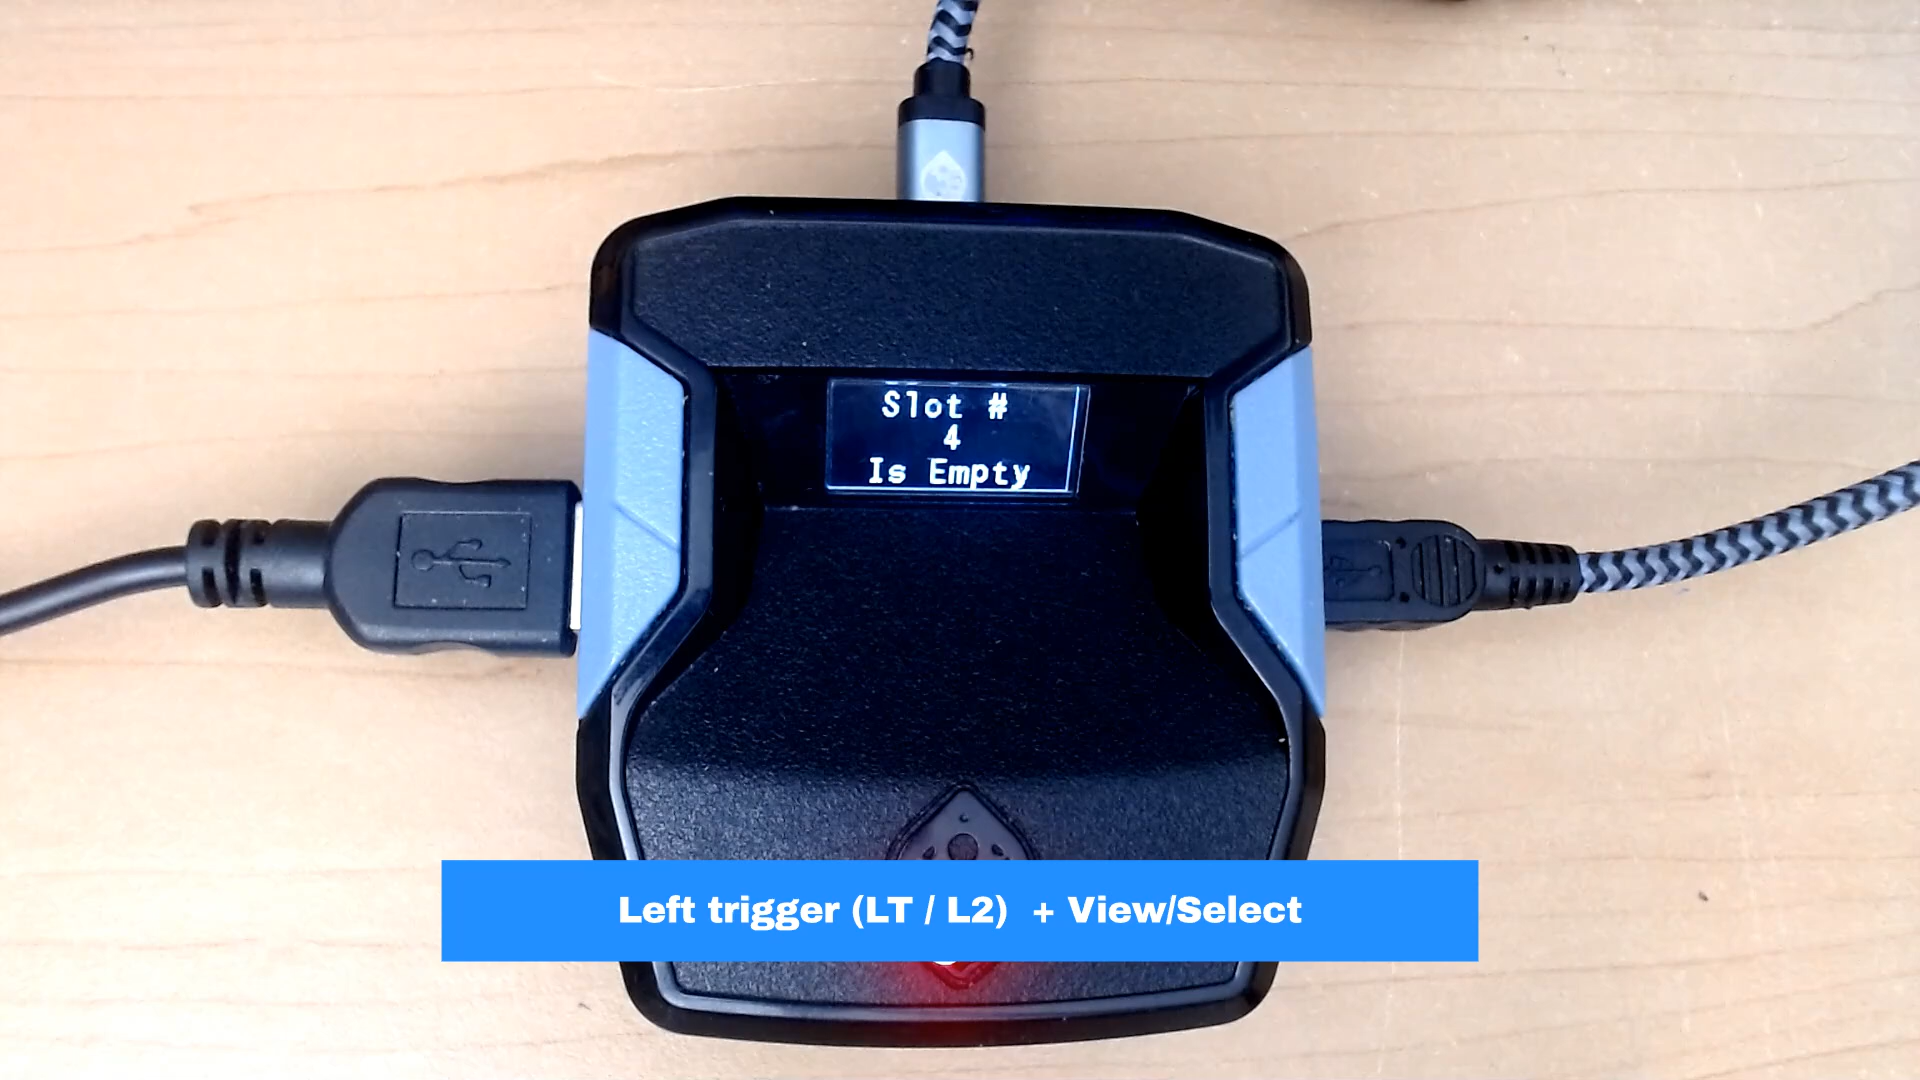 Slot #
4
Is Empty
Left trigger (LT / L2) + View/Select